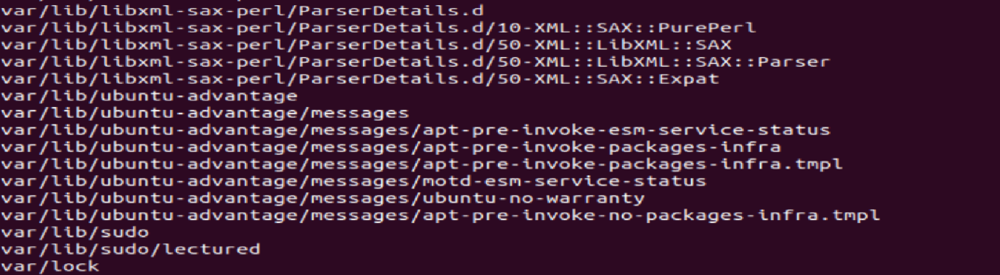 var/lib/libxml-sax-perl/ParserDetails.d
var/lib/libxml-sax-perl/ParserDetails.d/10-XML::SAX::PurePerl
var/lib/libxml-sax-perl/ParserDetails.d/50-XML::LibXML::SAX
var/lib/libxml-sax-perl/ParserDetails.d/50-XML::LibXML::SAX::Parser
var/lib/libxml-sax-perl/ParserDetails.d/50-XML::SAX::Expat
var/lib/ubuntu-advantage
var/lib/ubuntu-advantage/messages
var/lib/ubuntu-advantage/messages/apt-pre-invoke-esm-service-status
var/lib/ubuntu-advantage/messages/apt-pre-invoke-packages-infra
var/lib/ubuntu-advantage/messages/apt-pre-invoke-packages-infra.tmpl
var/lib/ubuntu-advantage/messages/motd-esm-service-status
var/lib/ubuntu-advantage/messages/ubuntu-no-warranty
var/lib/ubuntu-advantage/messages/apt-pre-invoke-no-packages-infra.tmpl
var/lib/sudo
var/lib/sudo/lectured
var/lock